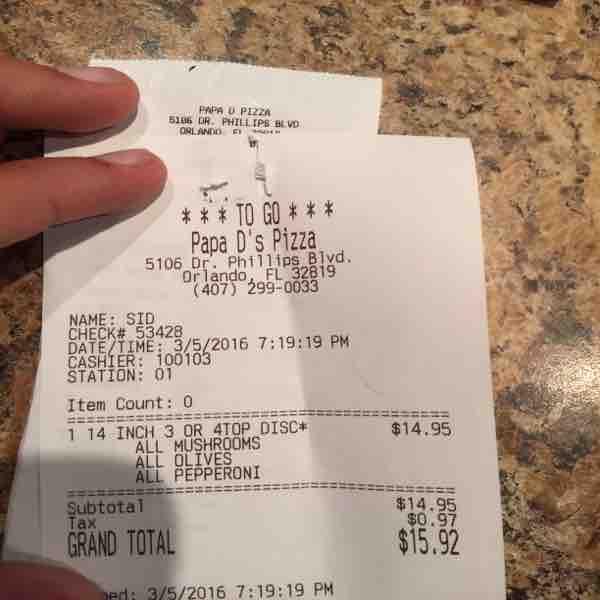 PAPA D PIZZA
5106 DR. PHILLIPS BLVD
ORLANDO, FL
* * * TO GO * * *
Papa D's Pizza
5106 Dr. Phillips Blvd.
Orlando, FL 32819
(407) 299-0033
NAME: SID
CHECK# 53428
DATE/TIME: 3/5/2016 7:19:19 PM
CASHIER: 100103
STATION: 01
Item Count: 0
1 14 INCH 3 OR 4TOP DISC* $14.95
ALL MUSHROOMS
ALL OLIVES
ALL PEPPERONI
Subtotal $14.95
Tax $0.97
GRAND TOTAL $15.92
3/5/2016 7:19:19 PM